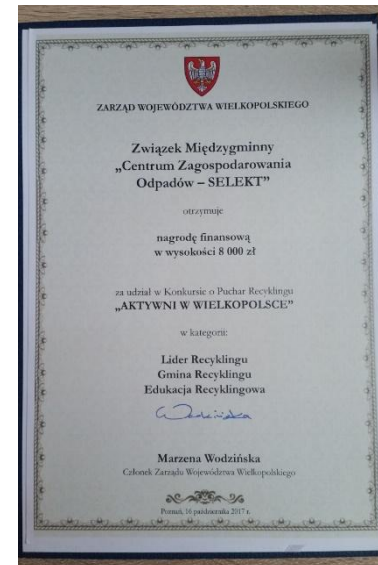 ZARZĄD WOJEWÓDZTWA WIELKOPOLSKIEGO
Związek Międzygminny
„Centrum Zagospodarowania
Odpadów – SELEKT”
otrzymuje
nagrodę finansową
w wysokości 8 000 zł
za udział w Konkursie o Puchar Recyklingu
„AKTYWNI W WIELKOPOLSCE”
w kategorii:
Lider Recyklingu
Gmina Recyklingu
Edukacja Recyklingowa
Wodzińska
Marzena Wodzińska
Członek Zarządu Województwa Wielkopolskiego
Poznań, 16 października 2017 r.